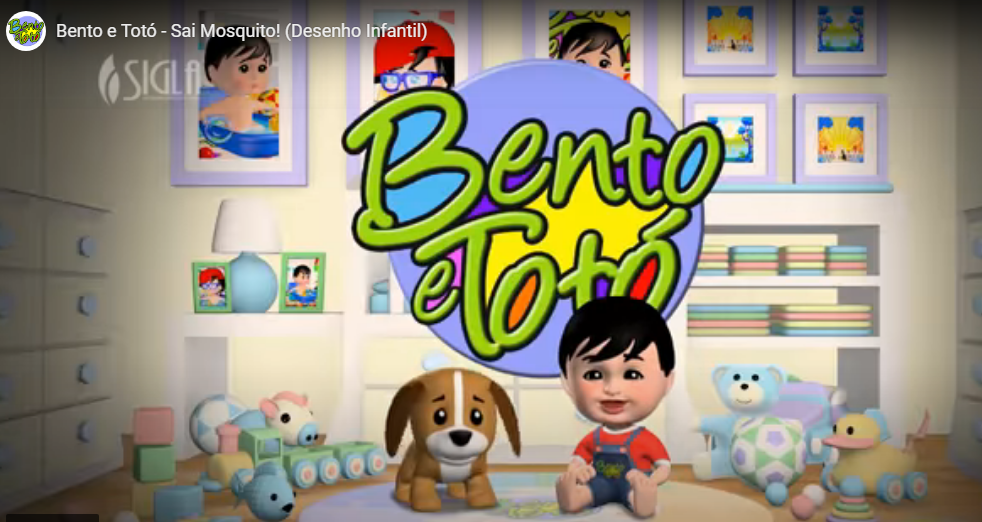 Bento e Totó - Sai Mosquito! (Desenho Infantil)
SIGLA
Bento
e Totó